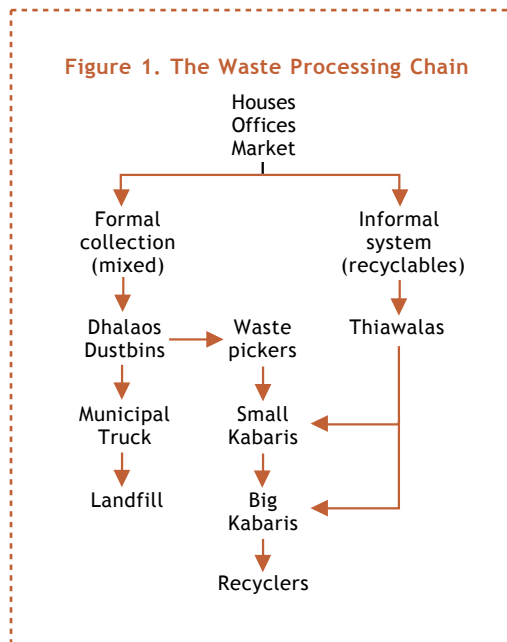 Figure 1. The Waste Processing Chain
Houses
Offices
Market
Formal
collection
(mixed)
Informal
system
(recyclables)
Dhalaos
Dustbins
Waste
pickers
Thiawalas
Municipal
Truck
Small
Kabaris
Landfill
Big
Kabaris
Recyclers